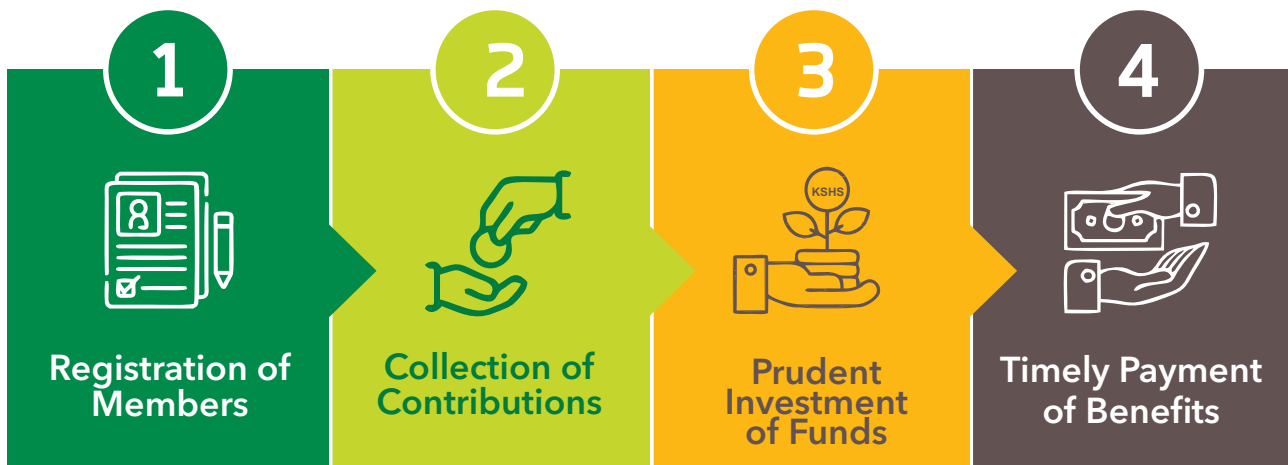 1
Registration of
Members
2
Collection of
Contributions
3
KSHS
Prudent
Investment
of Funds
4
Timely Payment
of Benefits